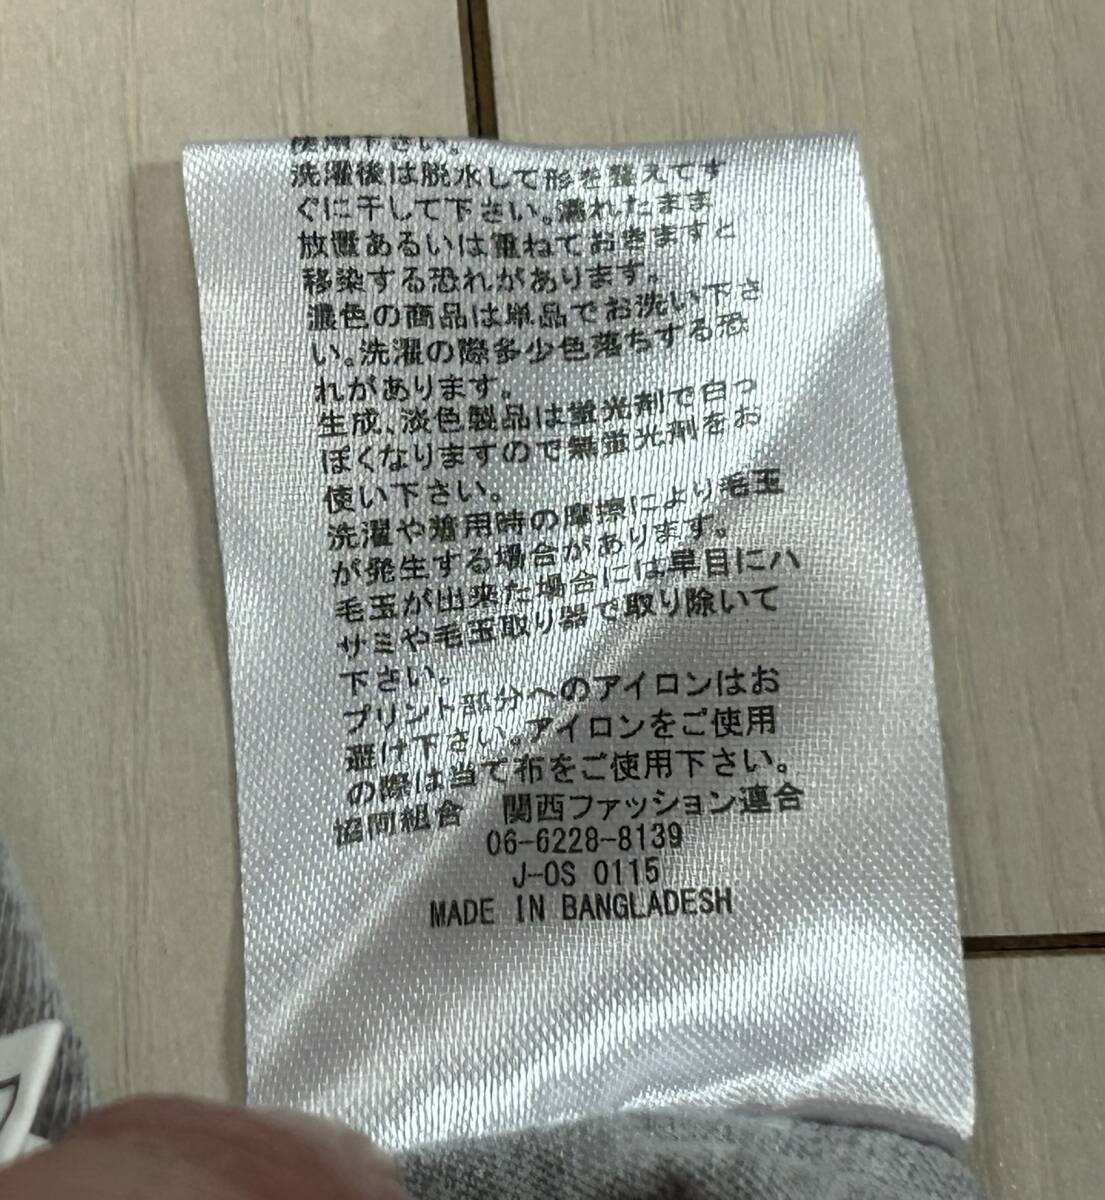 使用下さい。
洗濯後は脱水して形を整えてす
ぐに干して下さい。濡れたまま
放置あるいは重ねておきますと
移染する恐れがあります。
濃色の商品は単品でお洗い下さ
い。洗濯の際多少色落ちする恐
れがあります。
生成、淡色製品は蛍光剤で白っ
ぽくなりますので無蛍光剤をお
使い下さい。
洗濯や着用時の摩擦により毛玉
が発生する場合があります。
毛玉が出来た場合には早目にハ
サミや毛玉取り器で取り除いて
下さい。
プリント部分へのアイロンはお
避け下さい。アイロンをご使用
の際は当て布をご使用下さい。
協同組合 関西ファッション連合
06-6228-8139
J-OS 0115
MADE IN BANGLADESH